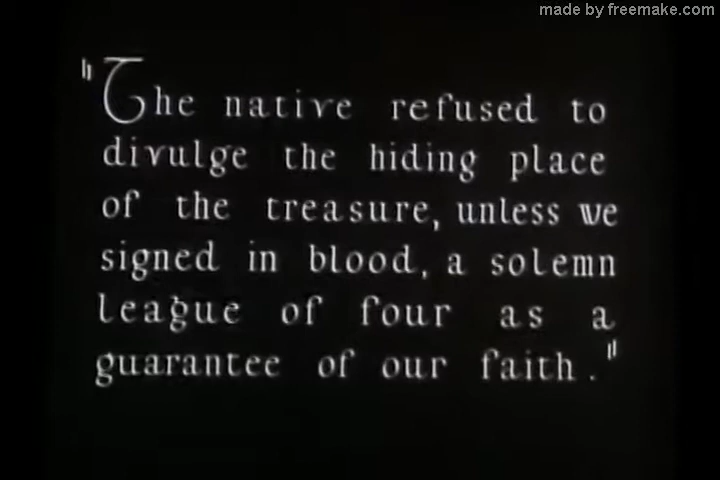 made by freemake.com
"The native refused to
divulge the hiding place
of the treasure, unless we
signed in blood, a solemn
league of four as a
guarantee of our faith."